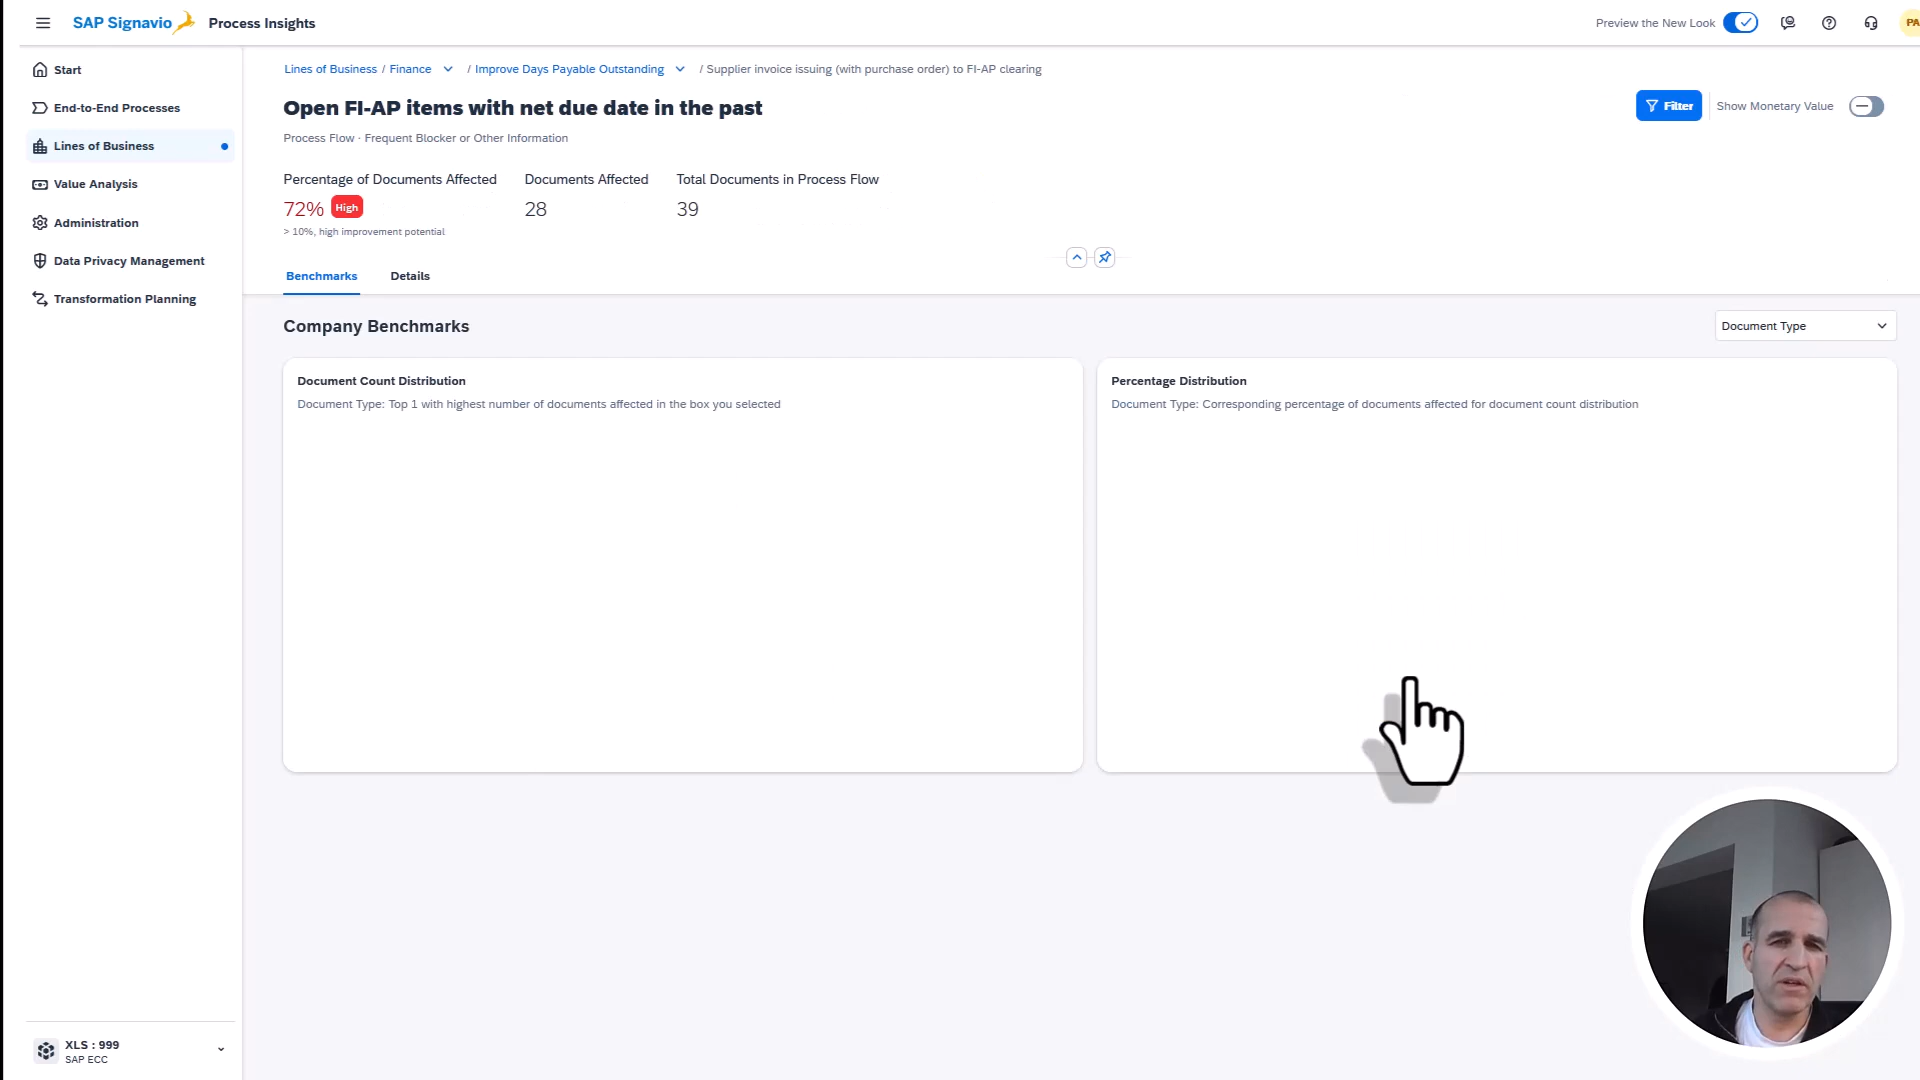 SAP Signavio Process Insights
Preview the New Look
PA
Start
End-to-End Processes
Lines of Business
Value Analysis
Administration
Data Privacy Management
Transformation Planning
XLS : 999
SAP ECC
Lines of Business / Finance / Improve Days Payable Outstanding / Supplier invoice issuing (with purchase order) to FI-AP clearing
Open FI-AP items with net due date in the past
Filter
Show Monetary Value
Process Flow · Frequent Blocker or Other Information
Percentage of Documents Affected
72% High
> 10%, high improvement potential
Documents Affected
28
Total Documents in Process Flow
39
Benchmarks
Details
Company Benchmarks
Document Type
Document Count Distribution
Document Type: Top 1 with highest number of documents affected in the box you selected
Percentage Distribution
Document Type: Corresponding percentage of documents affected for document count distribution